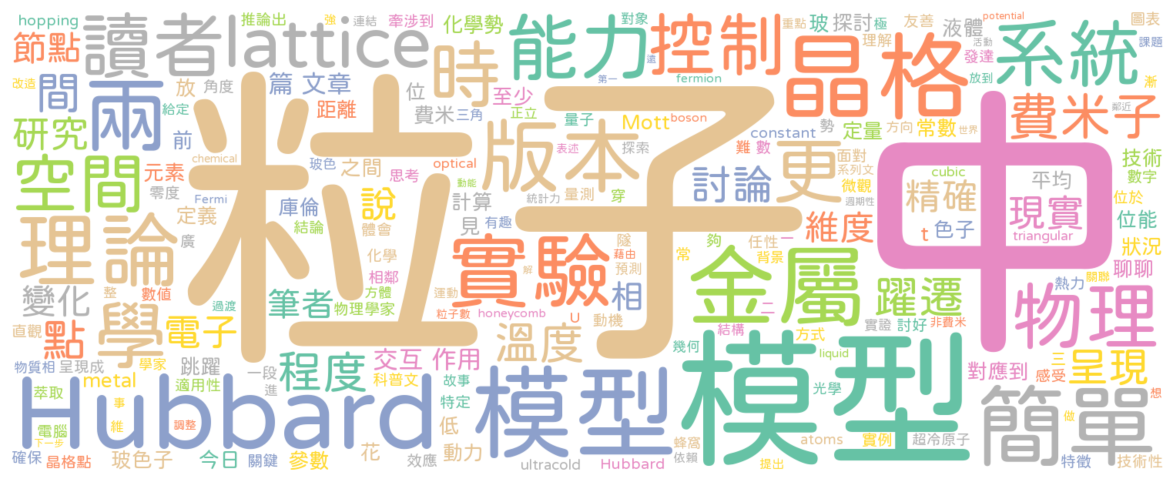 hopping
推論出
強
連結
牽涉到
化學勢
對象
重點
玻
探討
極
友善
液體
potential
圖表
節點
讀者
lattice
時
能力
控制
理解
晶格
活動
發達
系統
課題
改造
間
兩
放
角度
篇
文章
位
至少
遠
第一
fermion
放到
漸
給定
距離
費米
三角
正立
量子
boson
Mott
constant
勢
定量
方向
常數
世界
鄰近
費米子
研究
前
粒子
版本
表述
探索
難
數
更
面對
系列文
技術
空間
元素
玻色
之間
optical
思考
量測
穿
討論
微觀
cubic
精確
平均
數字
chemical
零度
Fermi
定義
庫倫
說
計算
動能
統計力
週期性
中
位於
現實
位能
理論
廣
結論
體會
見
有趣
維度
t
色子
triangular
狀況
變化
整
數值
化學
相鄰
實驗
隧
藉由
預測
解
相
常
夠
任性
背景
一
金屬
躍遷
聊聊
關聯
熱力
物理
過渡
筆者
方體
運動
物理學家
粒子數
honeycomb
U
動機
二
結構
實證
討好
非費米
直觀
點
學
電子
溫度
幾何
方式
liquid
三
物質相
呈現成
學家
跳躍
一段
進
程度
交互
作用
對應到
感受
呈現
萃取
metal
適用性
科普文
故事
光學
想
事
Hubbard
模型
模型
簡單
電腦
雜
調整
花
特定
低
蜂窩
依賴
atoms
實例
超冷原子
做
下一步
確保
晶格點
玻色子
今日
關鍵
參數
效應
動力
ultracold
Hubbard
提出
特徵
技術性